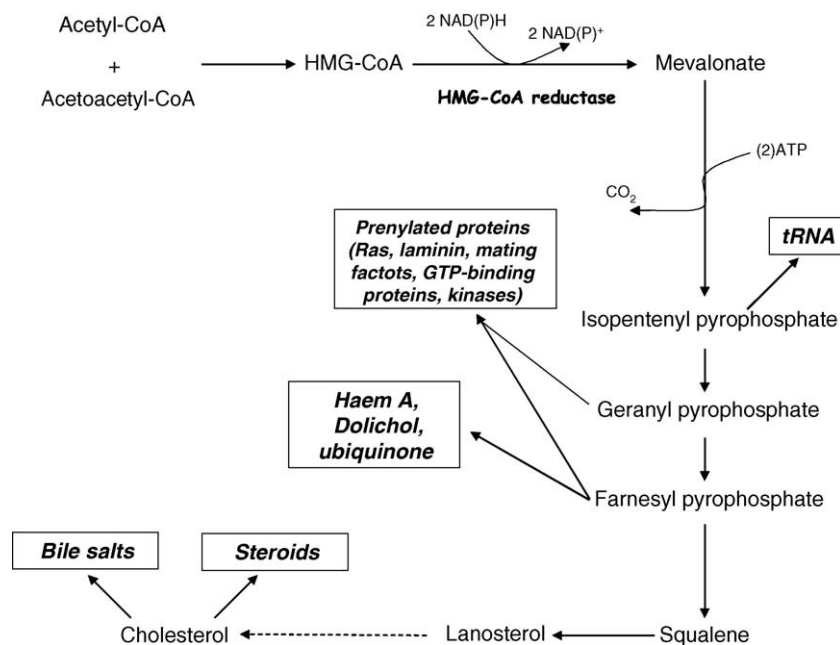 Acetyl-CoA
+
Acetoacetyl-CoA
HMG-CoA
2 NAD(P)H
2 NAD(P)⁺
HMG-CoA reductase
Mevalonate
(2)ATP
CO₂
Prenylated proteins
(Ras, laminin, mating
factots, GTP-binding
proteins, kinases)
tRNA
Isopentenyl pyrophosphate
Haem A,
Dolichol,
ubiquinone
Geranyl pyrophosphate
Farnesyl pyrophosphate
Bile salts
Steroids
Cholesterol
Lanosterol
Squalene